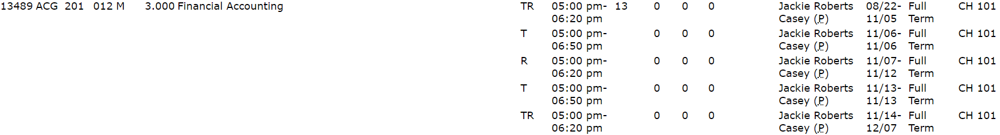 13489 ACG 201 012 M 3.000 Financial Accounting TR 05:00 pm- 13 0 0 0 Jackie Roberts 08/22- Full CH 101
06:20 pm Casey (P) 11/05 Term
T 05:00 pm- 0 0 0 Jackie Roberts 11/06- Full CH 101
06:50 pm Casey (P) 11/06 Term
R 05:00 pm- 0 0 0 Jackie Roberts 11/07- Full CH 101
06:20 pm Casey (P) 11/12 Term
T 05:00 pm- 0 0 0 Jackie Roberts 11/13- Full CH 101
06:50 pm Casey (P) 11/13 Term
TR 05:00 pm- 0 0 0 Jackie Roberts 11/14- Full CH 101
06:20 pm Casey (P) 12/07 Term